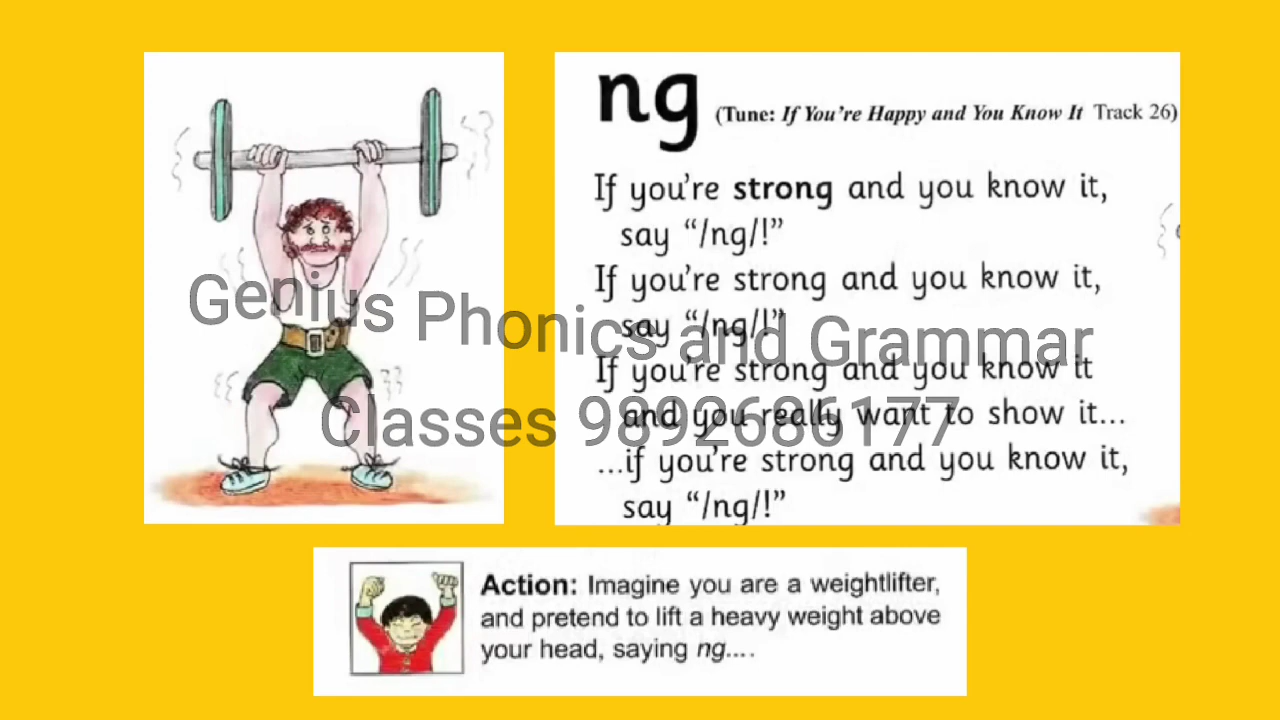 ng (Tune: If You're Happy and You Know It Track 26)
If you're strong and you know it,
say “/ng/!”
If you're strong and you know it,
say “/ng/!”
If you're strong and you know it
and you really want to show it...
...if you're strong and you know it,
say “/ng/!”
Genius Phonics and Grammar
Classes 9892686177
Action: Imagine you are a weightlifter,
and pretend to lift a heavy weight above
your head, saying ng....